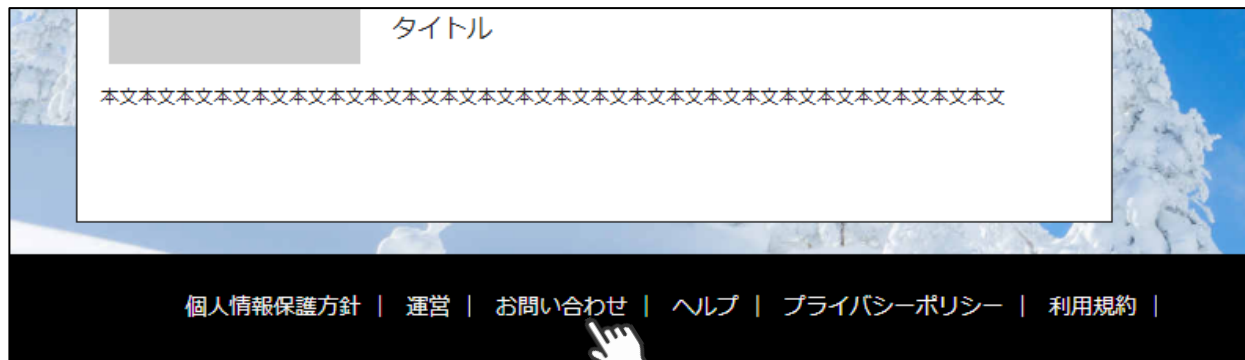 タイトル
本文本文本文本文本文本文本文本文本文本文本文本文本文本文本文本文本文本文本文本文本文本文本文本文
個人情報保護方針 | 運営 | お問い合わせ | ヘルプ | プライバシーポリシー | 利用規約 |